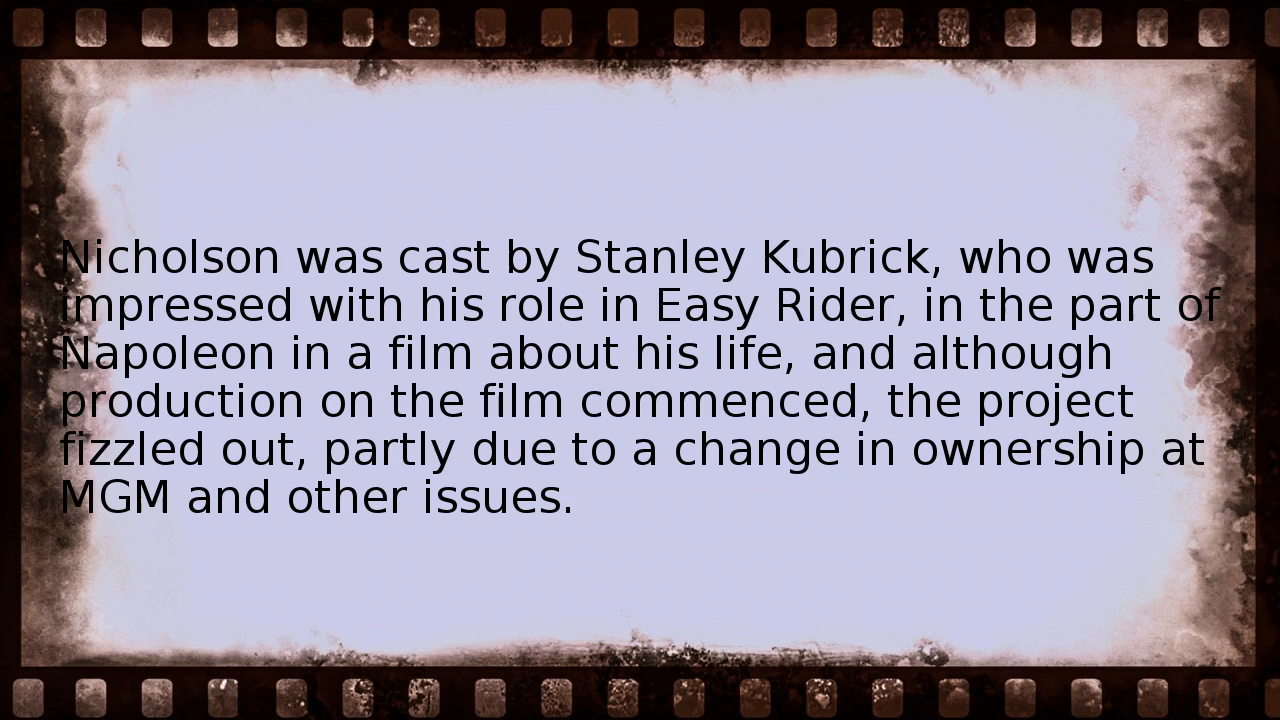 Nicholson was cast by Stanley Kubrick, who was
impressed with his role in Easy Rider, in the part of
Napoleon in a film about his life, and although
production on the film commenced, the project
fizzled out, partly due to a change in ownership at
MGM and other issues.